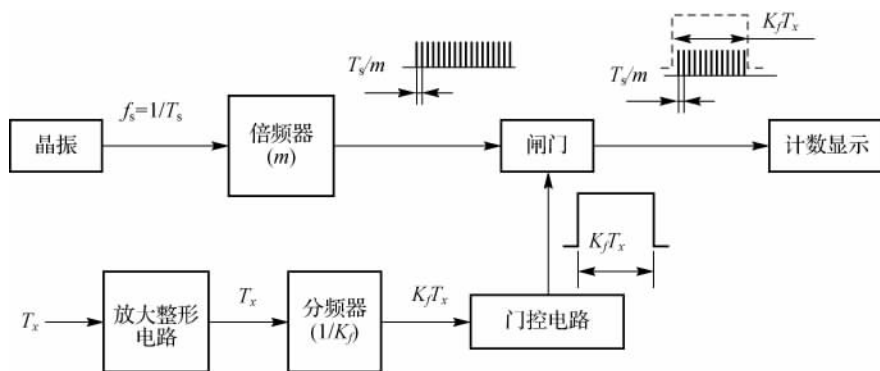 K_fT_x
T_s/m
T_s/m
f_s=1/T_s
晶振
倍频器
(m)
闸门
计数显示
K_fT_x
T_x
放大整形
电路
T_x
分频器
(1/K_f)
K_fT_x
门控电路